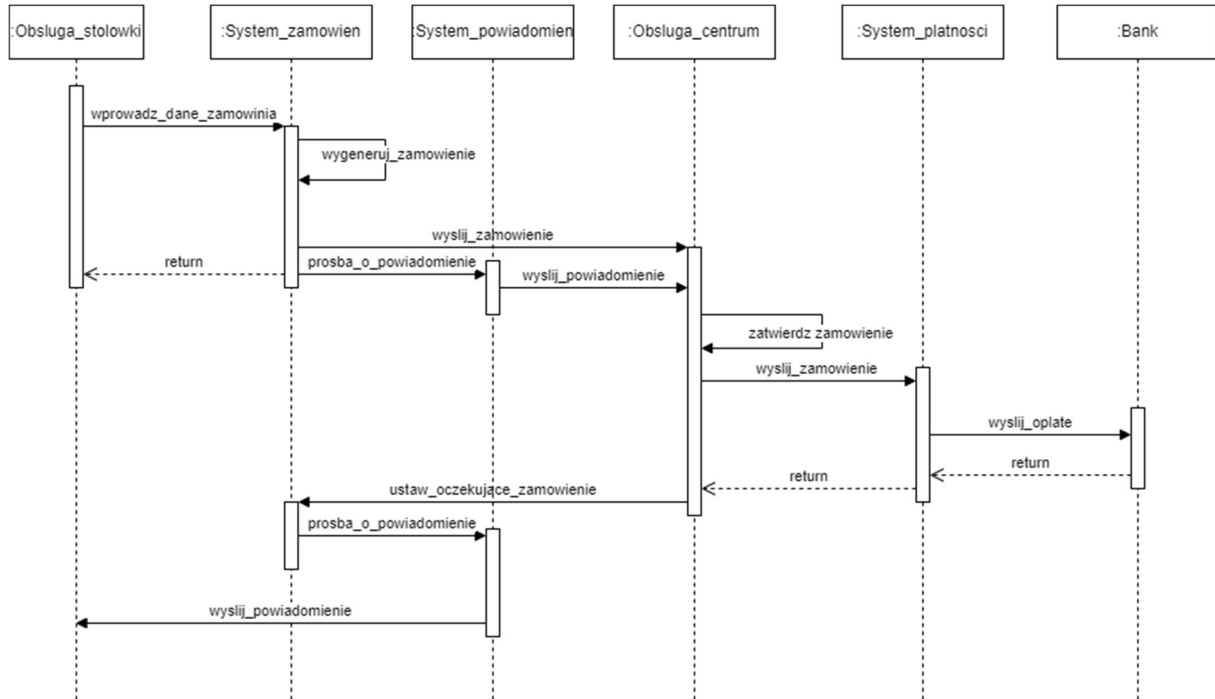 :Obsluga_stolowki
:System_zamowien
:System_powiadomien
:Obsluga_centrum
:System_platnosci
:Bank
wprowadz_dane_zamowinia
wygeneruj_zamowienie
wyslij_zamowienie
return
prosba_o_powiadomienie
wyslij_powiadomienie
zatwierdz zamowienie
wyslij_zamowienie
wyslij_oplate
return
return
ustaw_oczekujące_zamowienie
prosba_o_powiadomienie
wyslij_powiadomienie